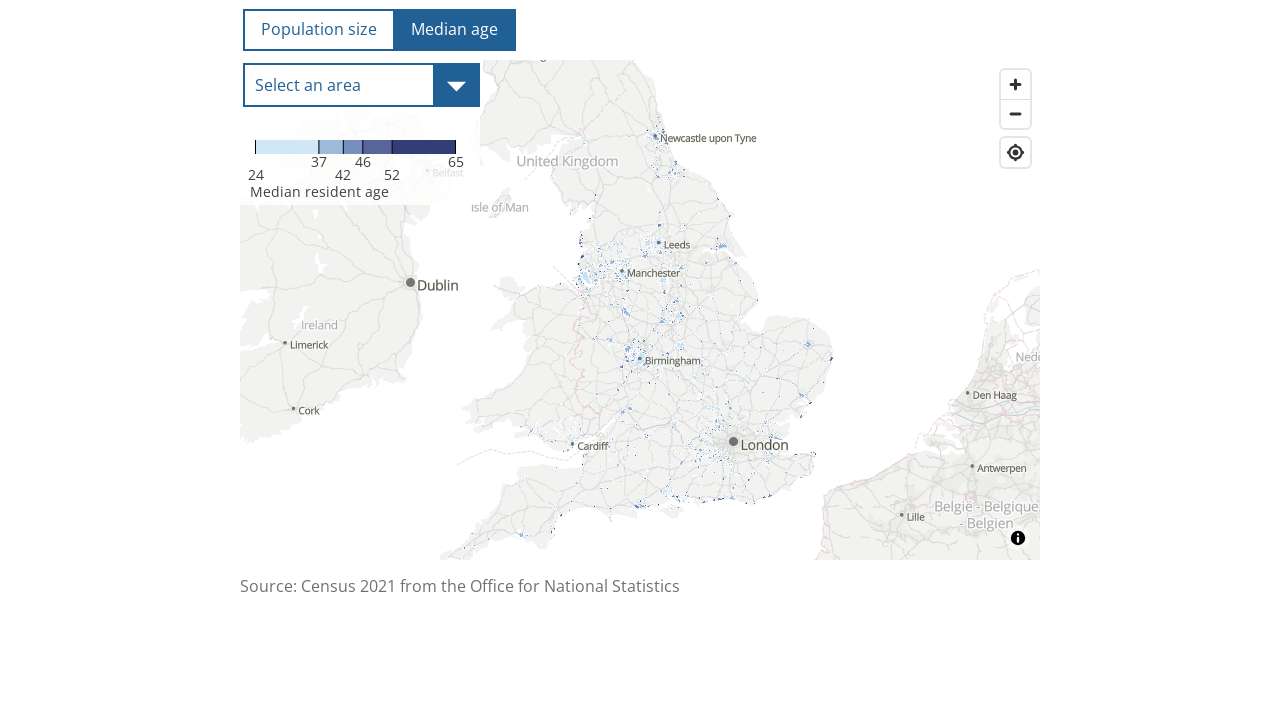 Population size
Median age
Select an area
Newcastle upon Tyne
United Kingdom
37
46
65
24
42
52
Belfast
Median resident age
Isle of Man
Leeds
Manchester
Dublin
Ireland
Limerick
Birmingham
Den Haag
Cork
London
Cardiff
Antwerpen
België - Belgique
- Belgien
Lille
Source: Census 2021 from the Office for National Statistics